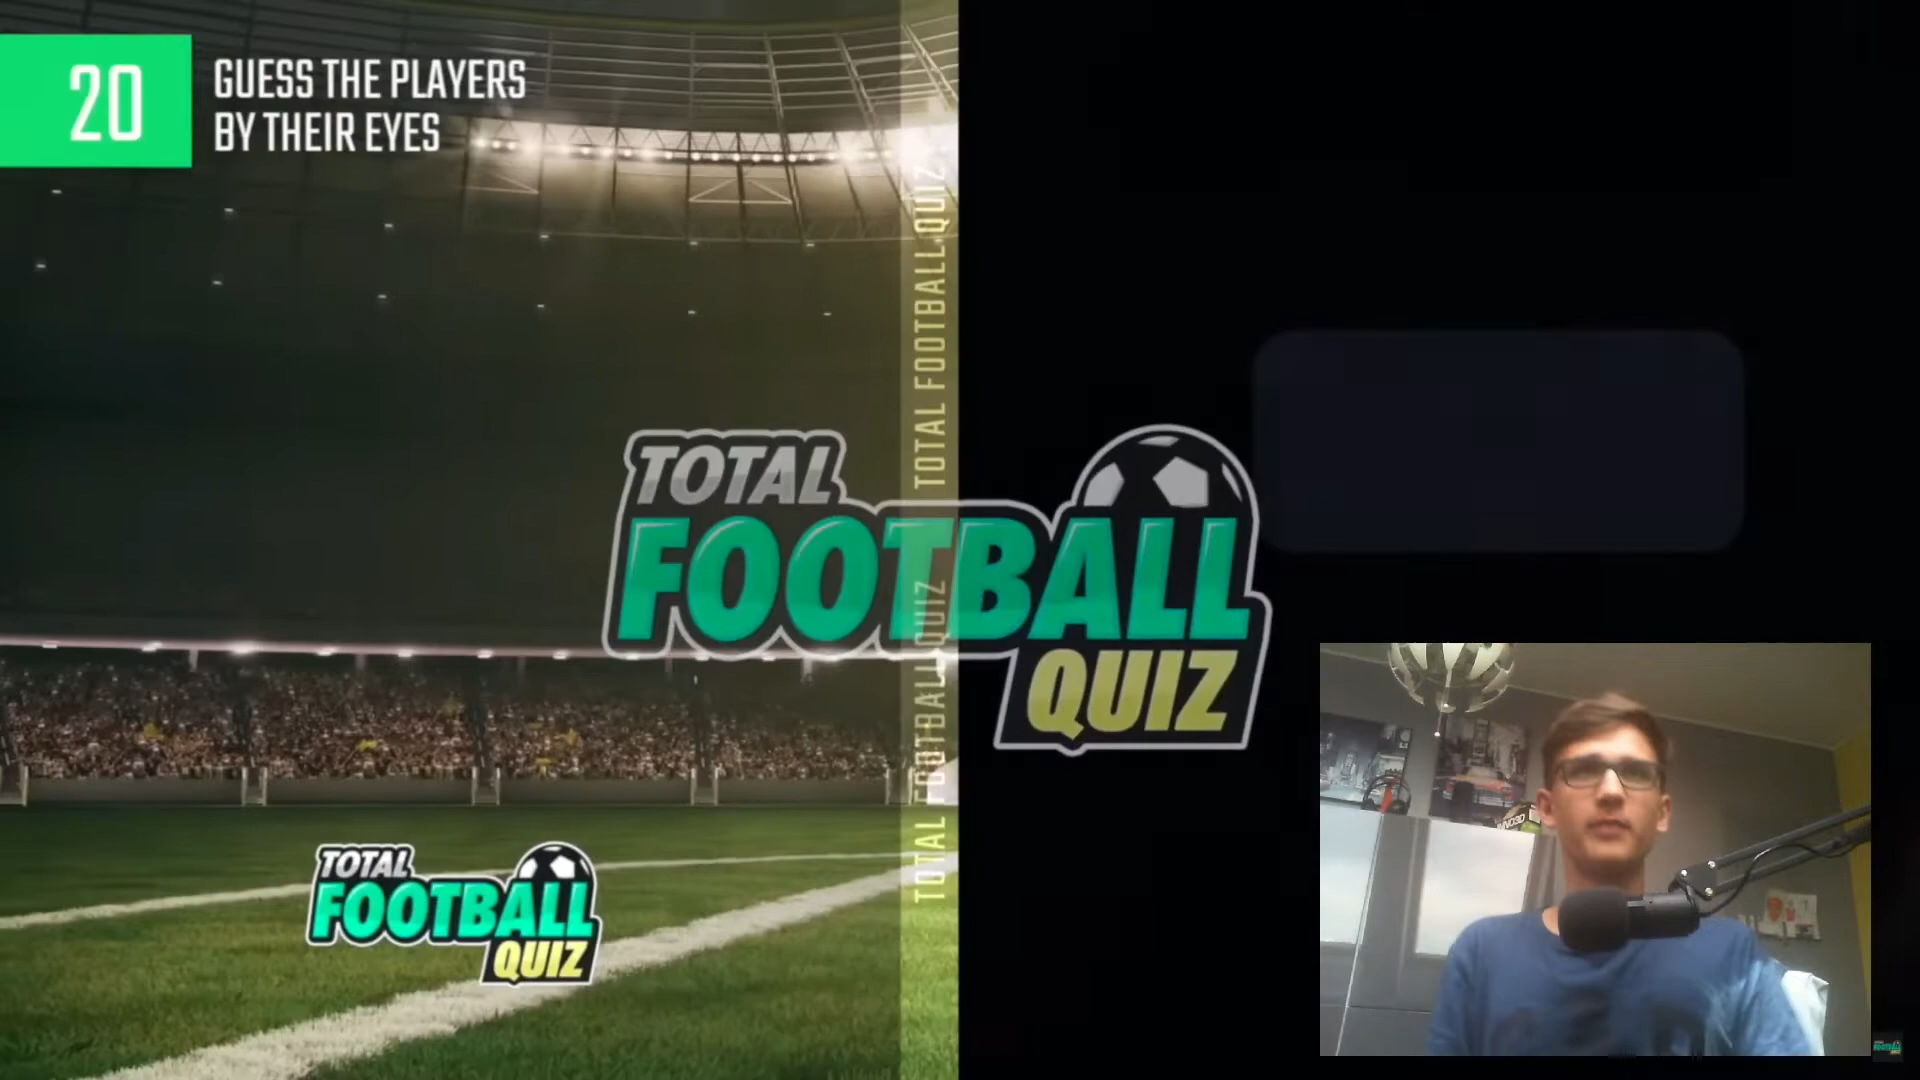 20
GUESS THE PLAYERS
BY THEIR EYES
TOTAL FOOTBALL QUIZ
TOTAL FOOTBALL QUIZ
TOTAL
FOOTBALL
QUIZ
TOTAL
FOOTBALL
QUIZ